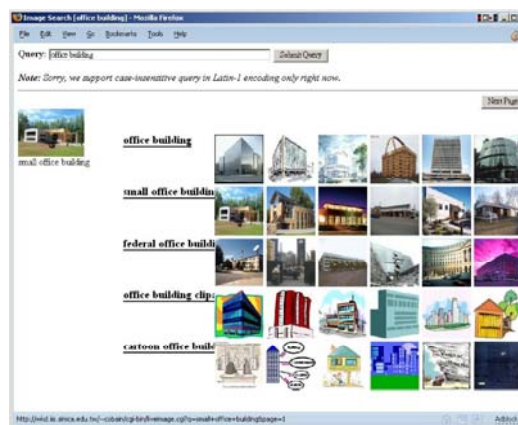 Image Search [office building] - Mozilla Firefox
File Edit View Go Bookmarks Tools Help
Query: office building Submit Query
Note: Sorry, we support case-insensitive query in Latin-1 encoding only right now.
Next Page
office building
small office building
small office buildin
federal office buildi
office building clip
cartoon office build
Adblock